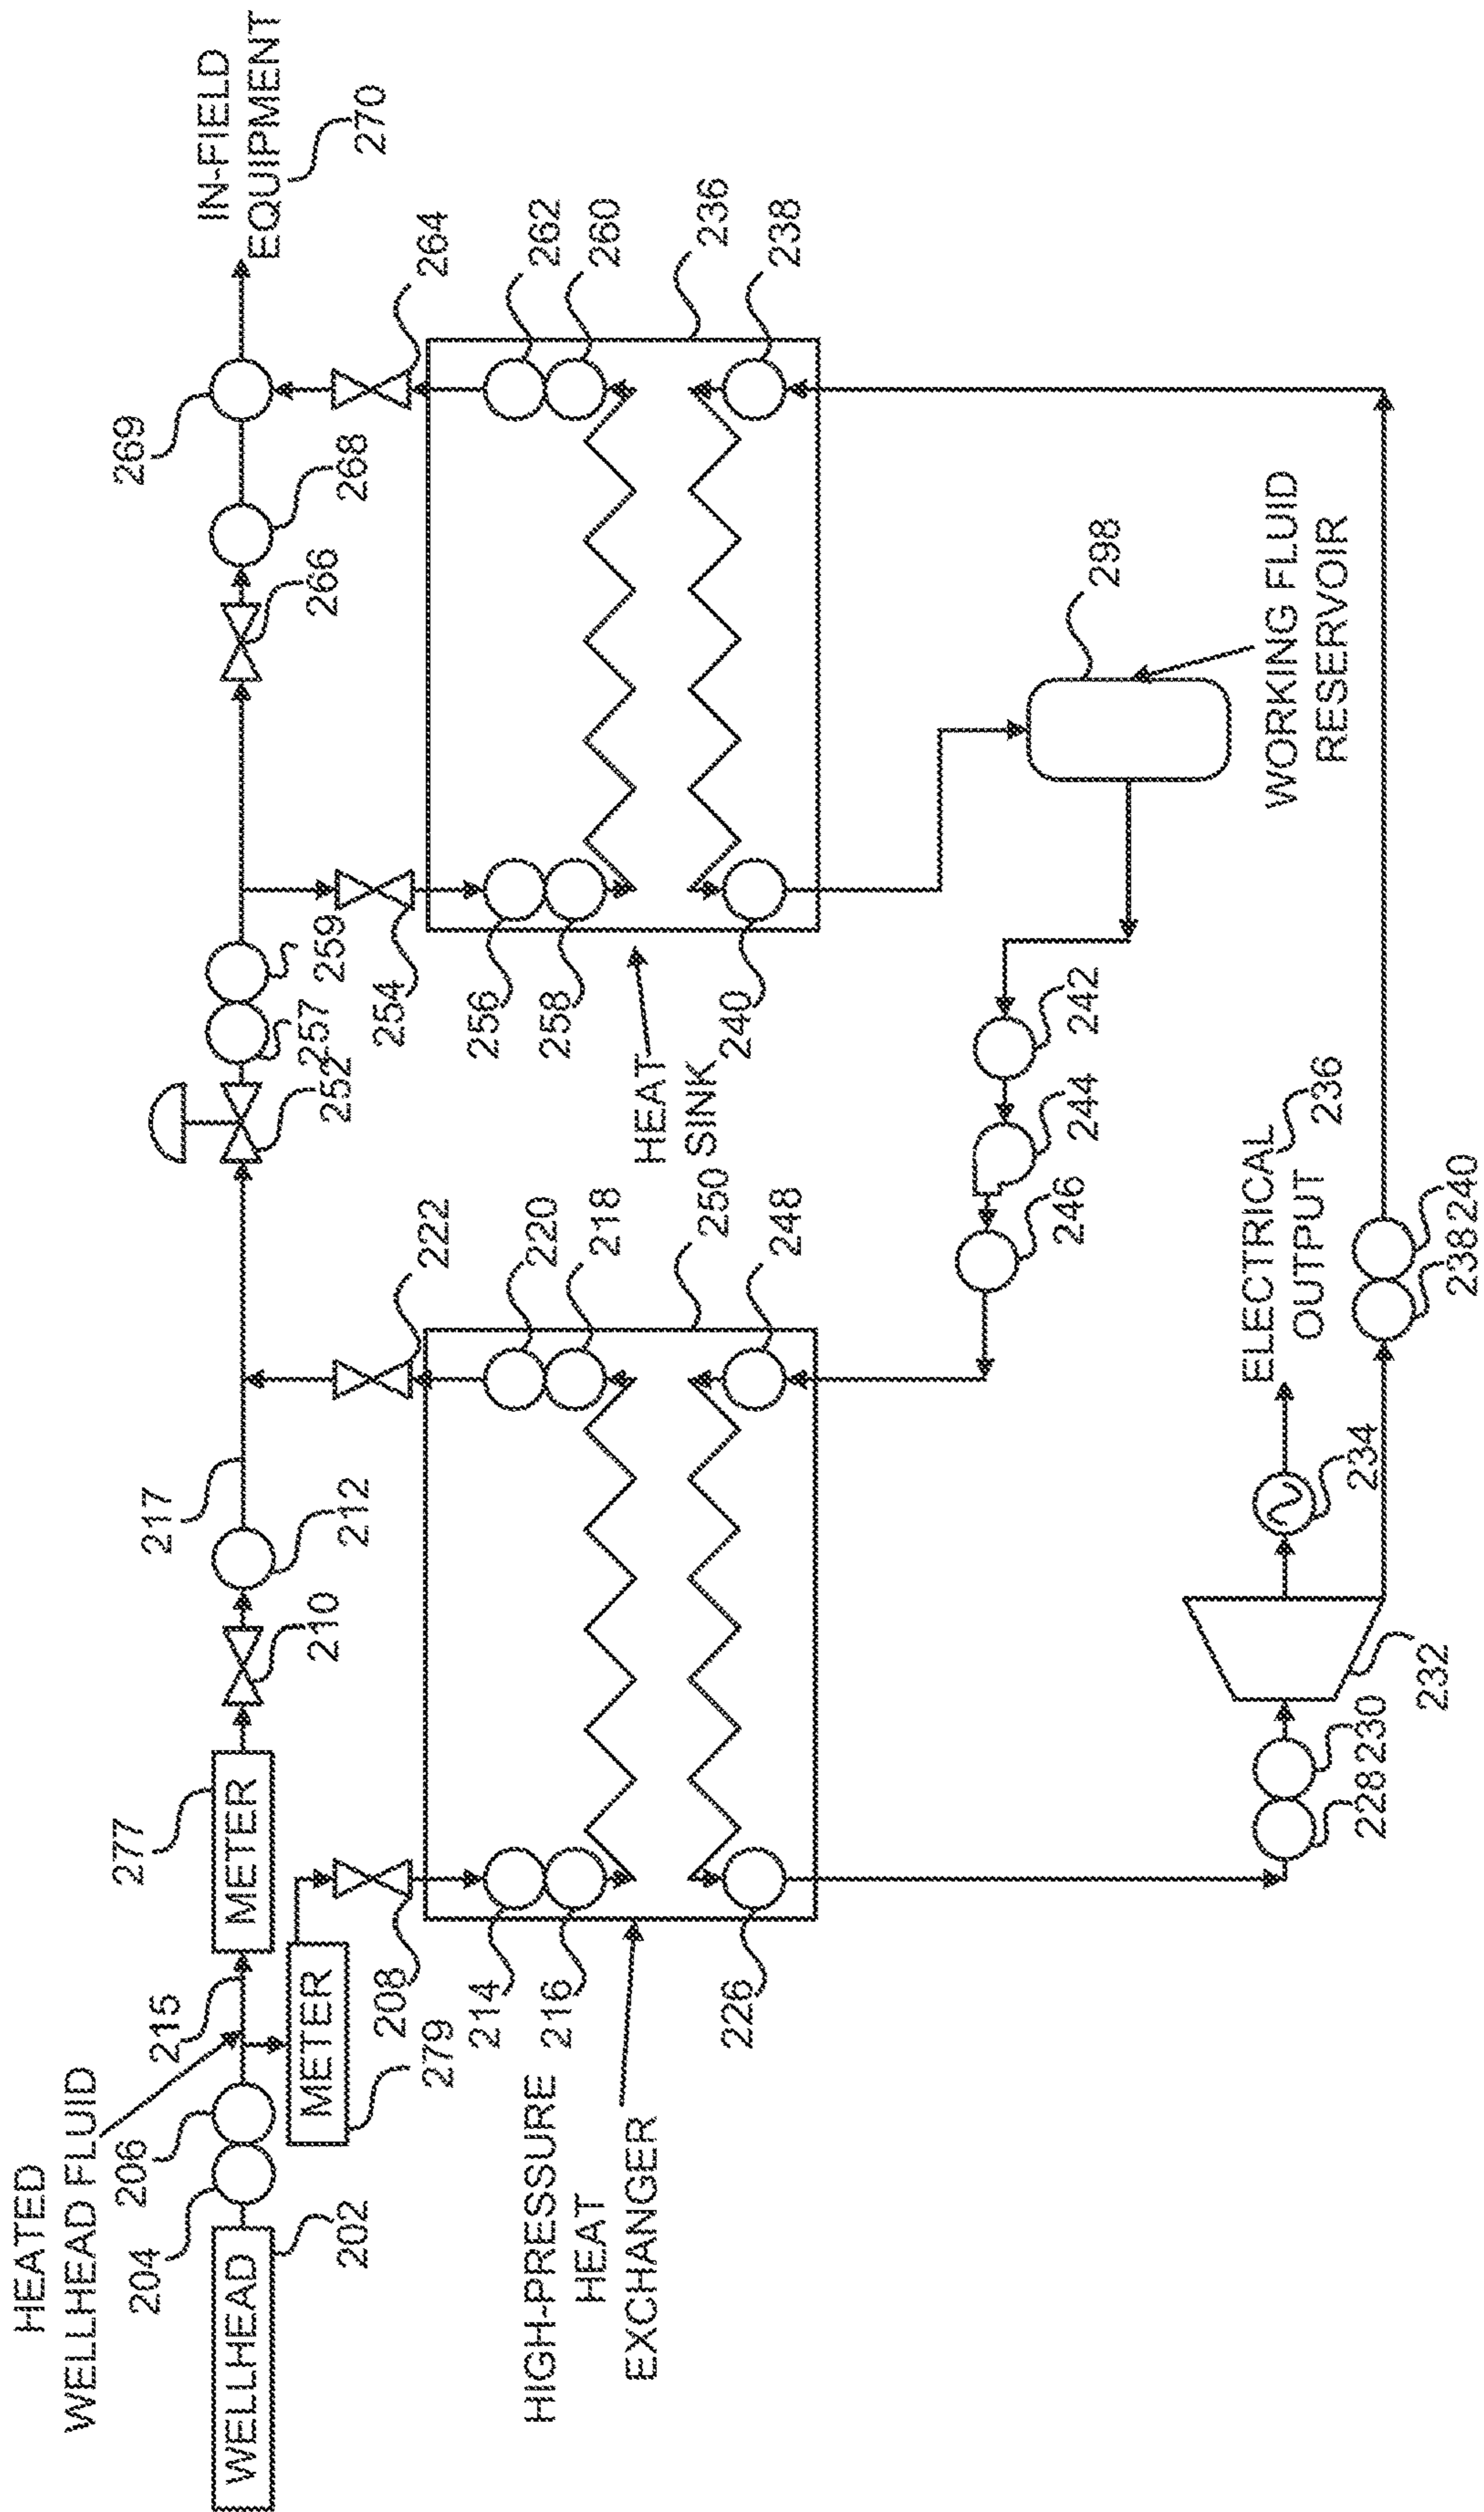 HEATED
WELLHEAD FLUID
WELLHEAD
202
204
206
215
METER
277
METER
279
208
210
212
217
222
252
257
259
254
266
268
269
264
IN-FIELD
EQUIPMENT
270
HIGH-PRESSURE
HEAT
EXCHANGER
214
216
226
220
218
250
248
HEAT
SINK
256
258
240
262
260
236
238
242
244
246
298
WORKING FLUID
RESERVOIR
228
230
232
234
ELECTRICAL
OUTPUT
236
238
240